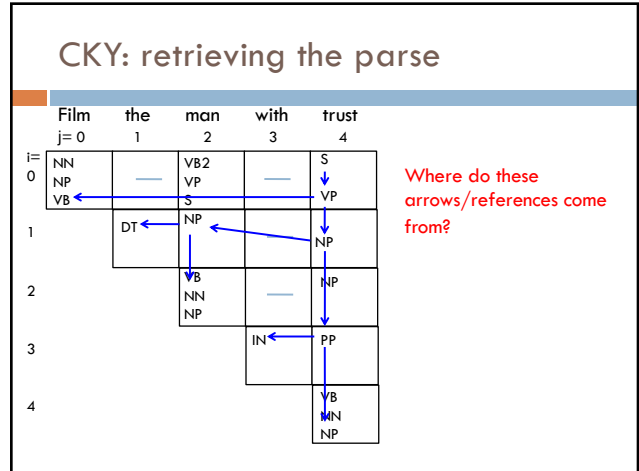 CKY: retrieving the parse
Film the man with trust
j= 0 1 2 3 4
i=
0
NN
NP
VB
VB2
VP
S
S
VP
Where do these
arrows/references come
from?
1
DT
NP
NP
2
VB
NN
NP
NP
3
IN
PP
4
VB
NN
NP